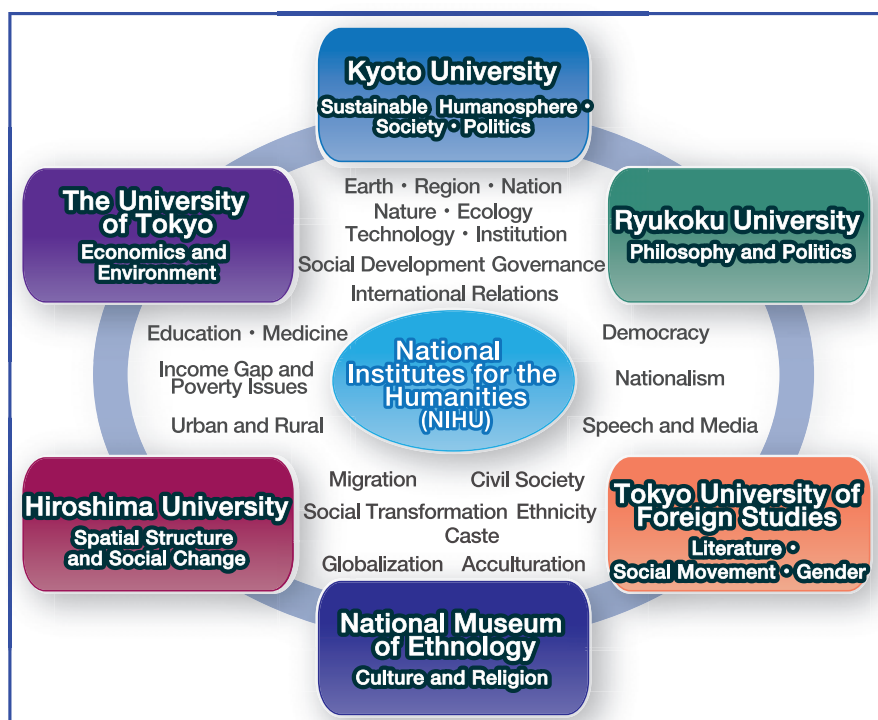 Kyoto University
Sustainable Humanosphere・
Society・Politics
The University
of Tokyo
Economics and
Environment
Ryukoku University
Philosophy and Politics
Earth・Region・Nation
Nature・Ecology
Technology・Institution
Social Development Governance
International Relations
Education・Medicine
Income Gap and
Poverty Issues
Urban and Rural
National
Institutes for the
Humanities
(NIHU)
Democracy
Nationalism
Speech and Media
Hiroshima University
Spatial Structure
and Social Change
Migration Civil Society
Social Transformation Ethnicity
Caste
Globalization Acculturation
Tokyo University of
Foreign Studies
Literature・
Social Movement・Gender
National Museum
of Ethnology
Culture and Religion